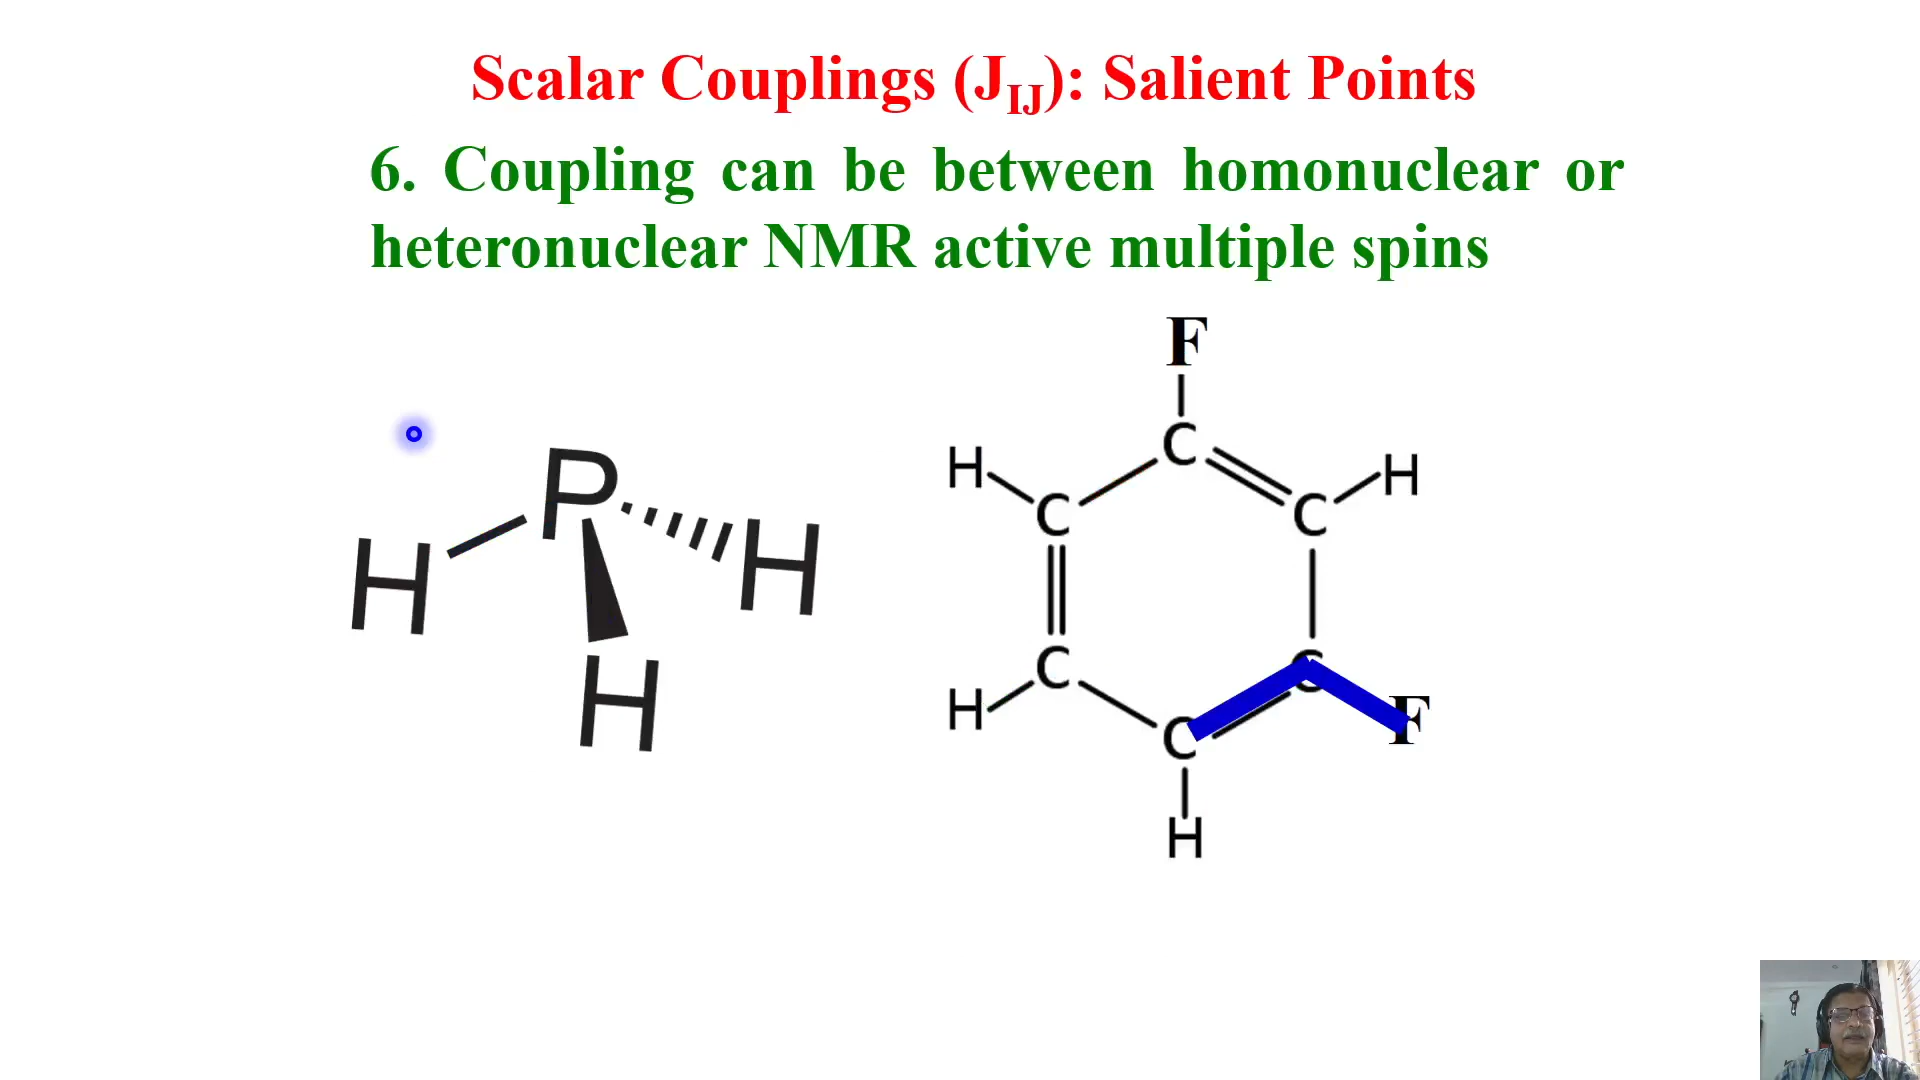 Scalar Couplings (J_IJ): Salient Points
6. Coupling can be between homonuclear or
heteronuclear NMR active multiple spins
F
P
H
H
H
C
H
C
C
H
C
C
H
C
F
H